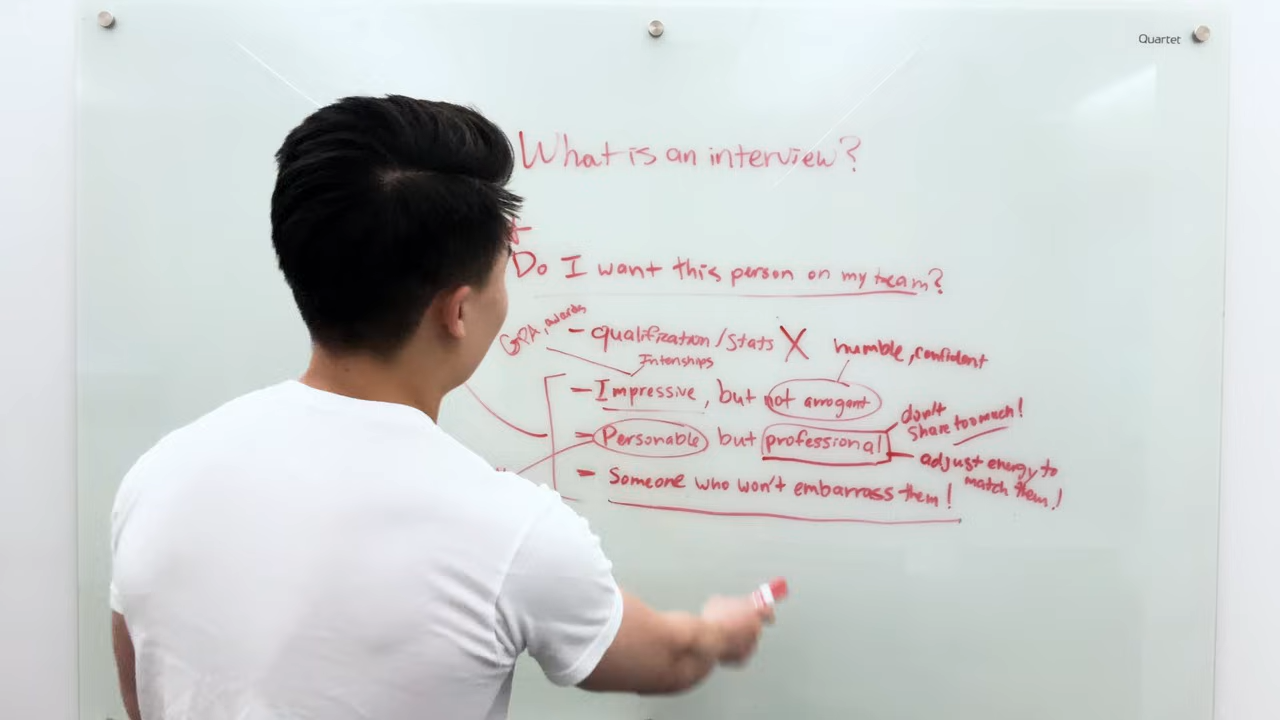 Quartet
What is an interview?
Do I want this person on my team?
GPA, awards
- qualification/stats X
humble, confident
Internships
- Impressive, but not arrogant
don't
share too much!
- Personable but professional
adjust energy to
match them!
- Someone who won't embarrass them!